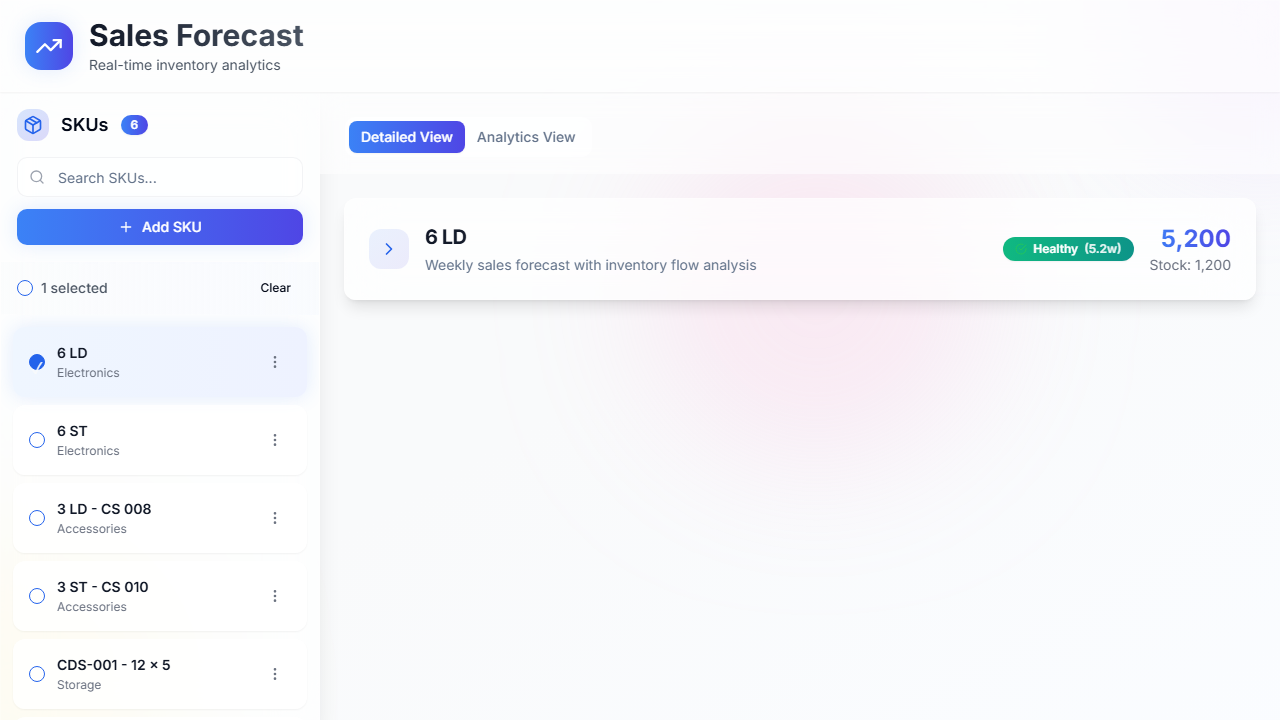 Sales Forecast
Real-time inventory analytics
SKUs 6
Search SKUs...
+ Add SKU
1 selected Clear
6 LD
Electronics
6 ST
Electronics
3 LD - CS 008
Accessories
3 ST - CS 010
Accessories
CDS-001 - 12 × 5
Storage
Detailed View Analytics View
6 LD
Weekly sales forecast with inventory flow analysis
Healthy (5.2w)
5,200
Stock: 1,200